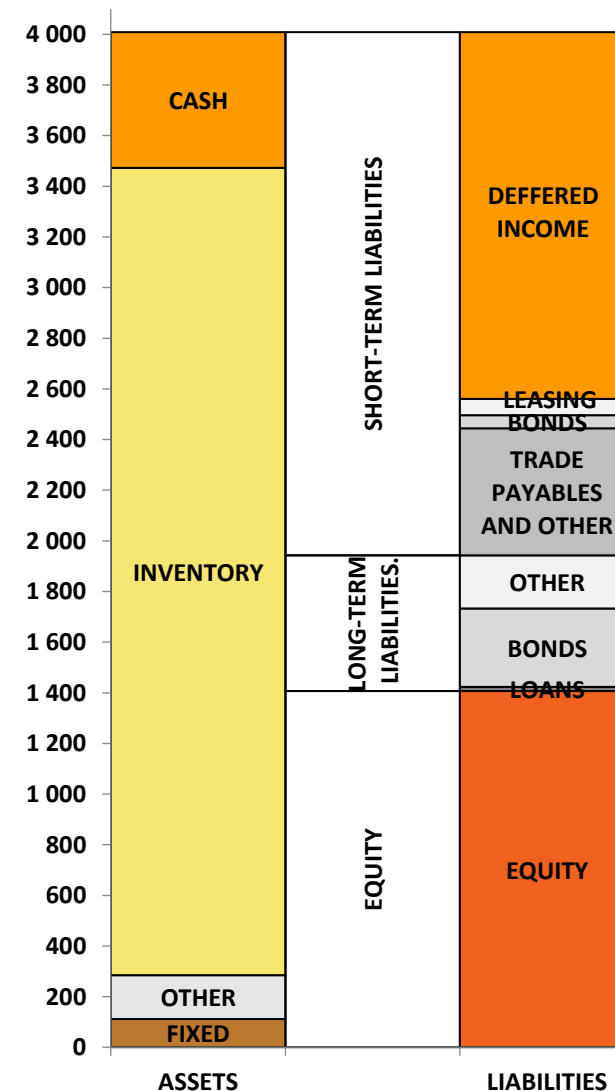 4 000
3 800
3 600
3 400
3 200
3 000
2 800
2 600
2 400
2 200
2 000
1 800
1 600
1 400
1 200
1 000
800
600
400
200
0
CASH
INVENTORY
OTHER
FIXED
ASSETS
SHORT-TERM LIABILITIES
LONG-TERM
LIABILITIES.
EQUITY
DEFFERED
INCOME
LEASING
BONDS
TRADE
PAYABLES
AND OTHER
OTHER
BONDS
LOANS
EQUITY
LIABILITIES